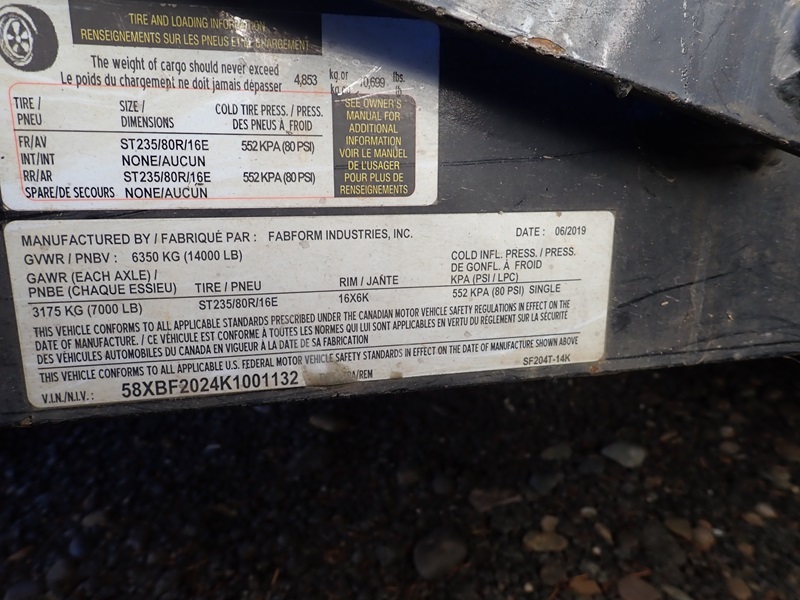 TIRE AND LOADING INFORMATION
RENSEIGNEMENTS SUR LES PNEUS ET LE CHARGEMENT
The weight of cargo should never exceed
Le poids du chargement ne doit jamais dépasser 4,853 kg or kg ou 10,699 lbs. lb
TIRE / PNEU
SIZE / DIMENSIONS
COLD TIRE PRESS. / PRESS. DES PNEUS À FROID
FR/AV ST235/80R/16E 552 KPA (80 PSI)
INT/INT NONE/AUCUN
RR/AR ST235/80R/16E 552 KPA (80 PSI)
SPARE/DE SECOURS NONE/AUCUN
SEE OWNER'S
MANUAL FOR
ADDITIONAL
INFORMATION
VOIR LE MANUEL
DE L'USAGER
POUR PLUS DE
RENSEIGNEMENTS
MANUFACTURED BY / FABRIQUÉ PAR : FABFORM INDUSTRIES, INC. DATE : 06/2019
GVWR / PNBV : 6350 KG (14000 LB)
GAWR (EACH AXLE) /
PNBE (CHAQUE ESSIEU) TIRE / PNEU RIM / JANTE
COLD INFL. PRESS. / PRESS.
DE GONFL. À FROID
KPA (PSI / LPC)
3175 KG (7000 LB) ST235/80R/16E 16X6K 552 KPA (80 PSI) SINGLE
THIS VEHICLE CONFORMS TO ALL APPLICABLE STANDARDS PRESCRIBED UNDER THE CANADIAN MOTOR VEHICLE SAFETY REGULATIONS IN EFFECT ON THE
DATE OF MANUFACTURE. / CE VÉHICULE EST CONFORME À TOUTES LES NORMES QUI LUI SONT APPLICABLES EN VERTU DU RÈGLEMENT SUR LA SÉCURITÉ
DES VÉHICULES AUTOMOBILES DU CANADA EN VIGUEUR À LA DATE DE SA FABRICATION
THIS VEHICLE CONFORMS TO ALL APPLICABLE U.S. FEDERAL MOTOR VEHICLE SAFETY STANDARDS IN EFFECT ON THE DATE OF MANUFACTURE SHOWN ABOVE
V.I.N./N.I.V.: 58XBF2024K1001132 RA/REM SF204T-14K